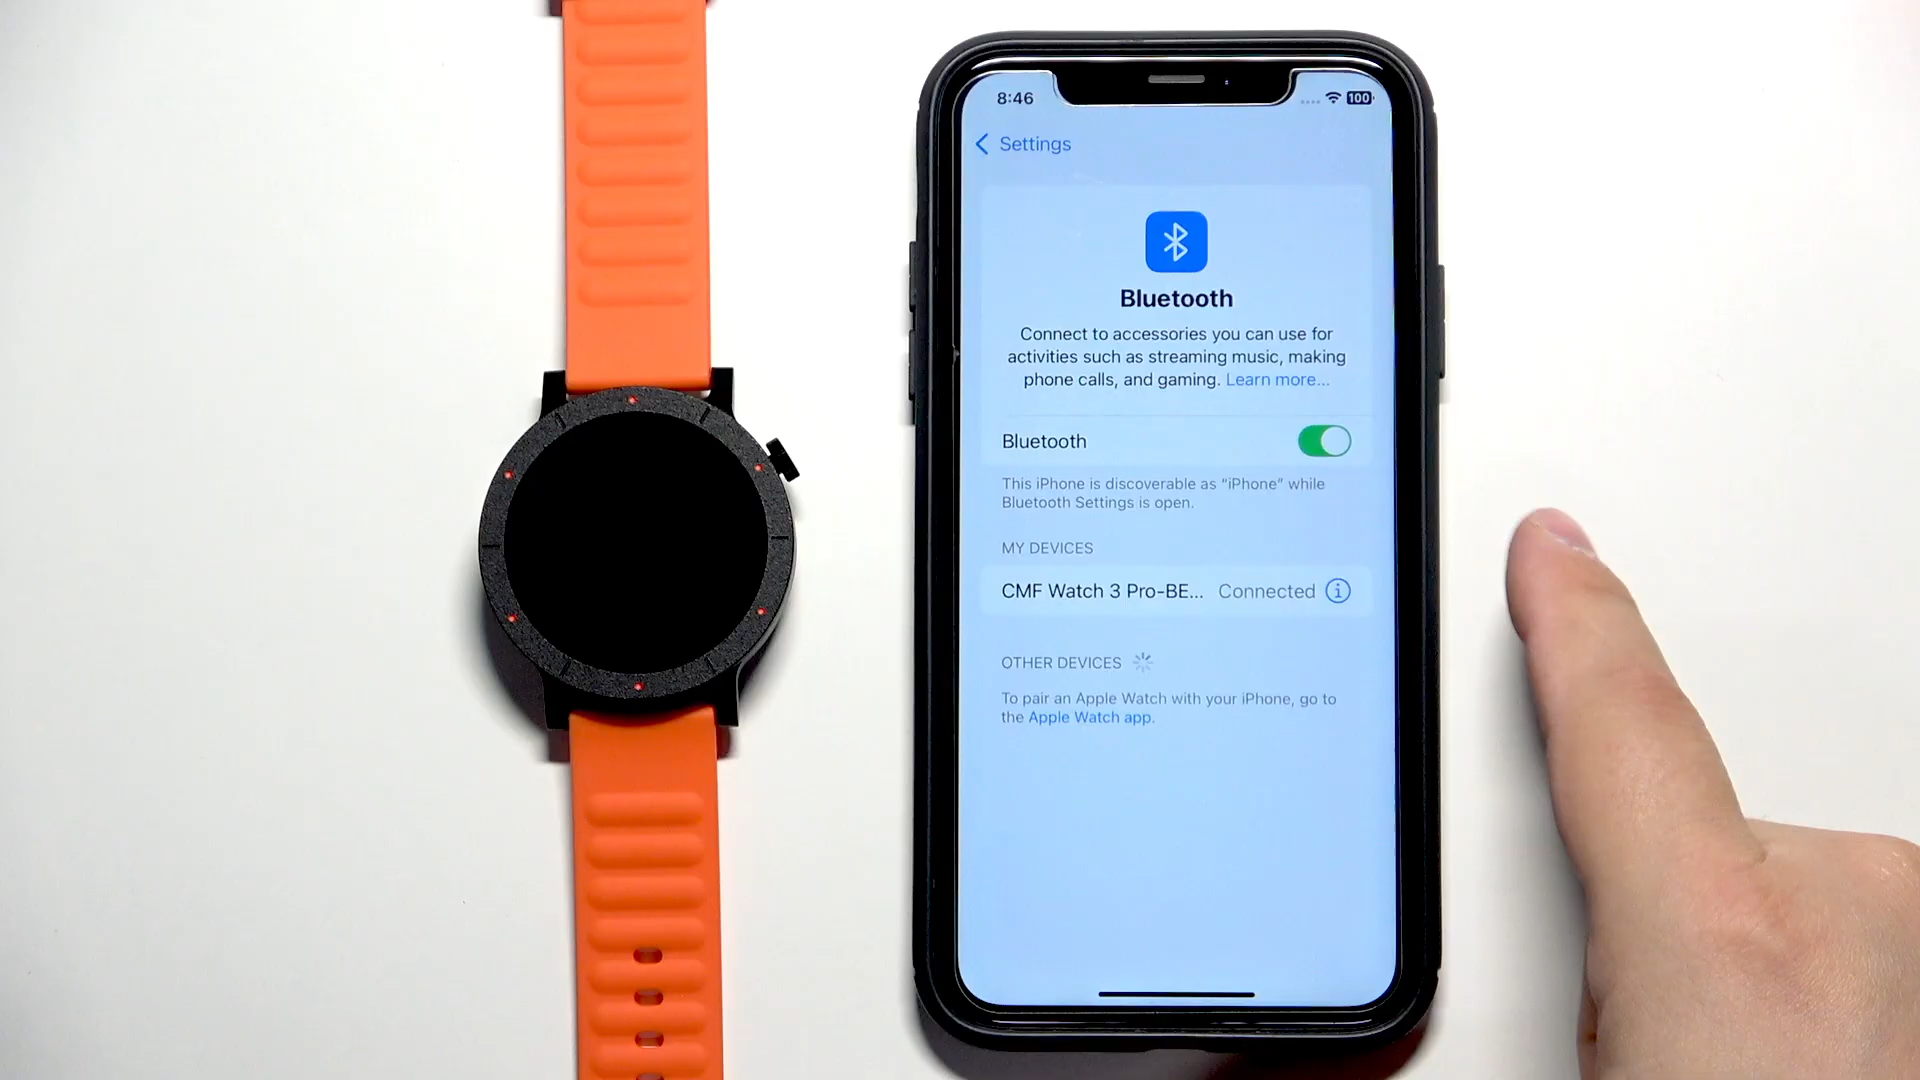 8:46
100
Settings
Bluetooth
Connect to accessories you can use for
activities such as streaming music, making
phone calls, and gaming. Learn more...
Bluetooth
This iPhone is discoverable as “iPhone” while
Bluetooth Settings is open.
MY DEVICES
CMF Watch 3 Pro-BE... Connected
OTHER DEVICES
To pair an Apple Watch with your iPhone, go to
the Apple Watch app.